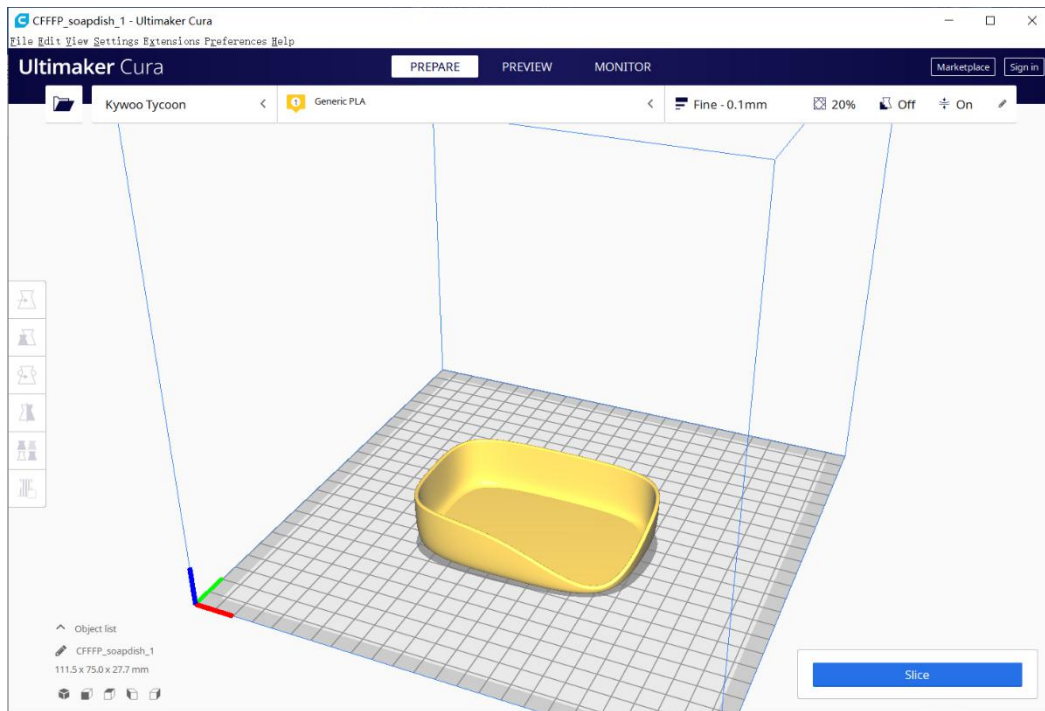 CFFFP_soapdish_1 - Ultimaker Cura
File Edit View Settings Extensions Preferences Help
Ultimaker Cura
PREPARE
PREVIEW
MONITOR
Marketplace
Sign in
Kywoo Tycoon
1
Generic PLA
Fine - 0.1mm
20%
Off
On
Object list
CFFFP_soapdish_1
111.5 x 75.0 x 27.7 mm
Slice